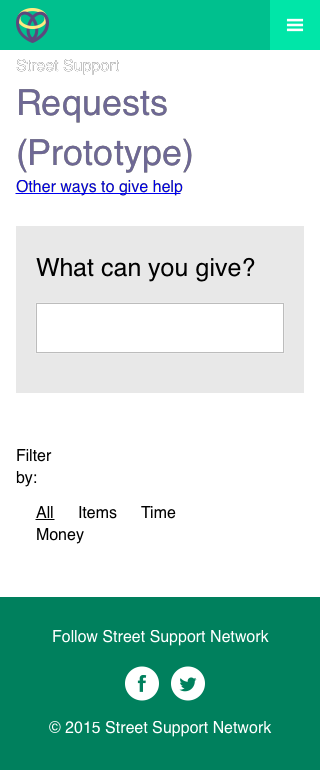 Street Support
Requests
(Prototype)
Other ways to give help
What can you give?
Filter
by:
All Items Time
Money
Follow Street Support Network
© 2015 Street Support Network